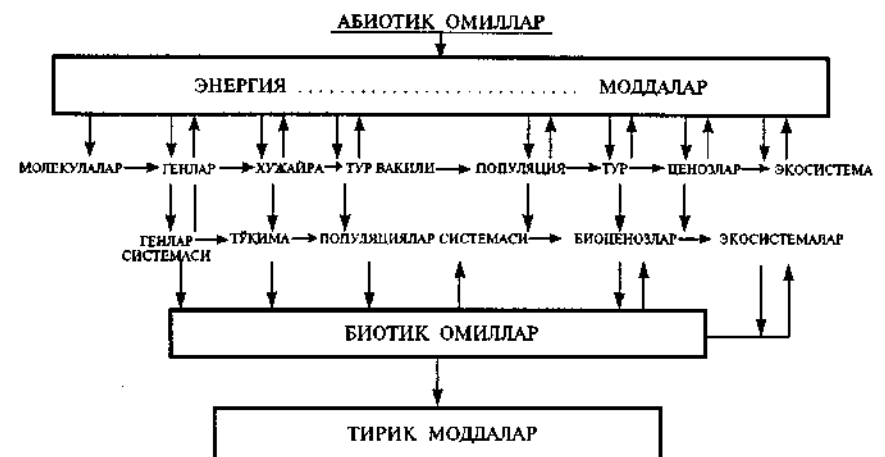 АБИОТИК ОМИЛЛАР
ЭНЕРГИЯ ............................ МОДДАЛАР
МОЛЕКУЛАЛАР ГЕНЛАР ХУЖАЙРА ТУР ВАКИЛИ ПОПУЛЯЦИЯ ТУР ЦЕНОЗЛАР ЭКОСИСТЕМА
ГЕНЛАР ТЎҚИМА ПОПУЛЯЦИЯЛАР СИСТЕМАСИ БИОЦЕНОЗЛАР ЭКОСИСТЕМАЛАР
СИСТЕМАСИ
БИОТИК ОМИЛЛАР
ТИРИК МОДДАЛАР